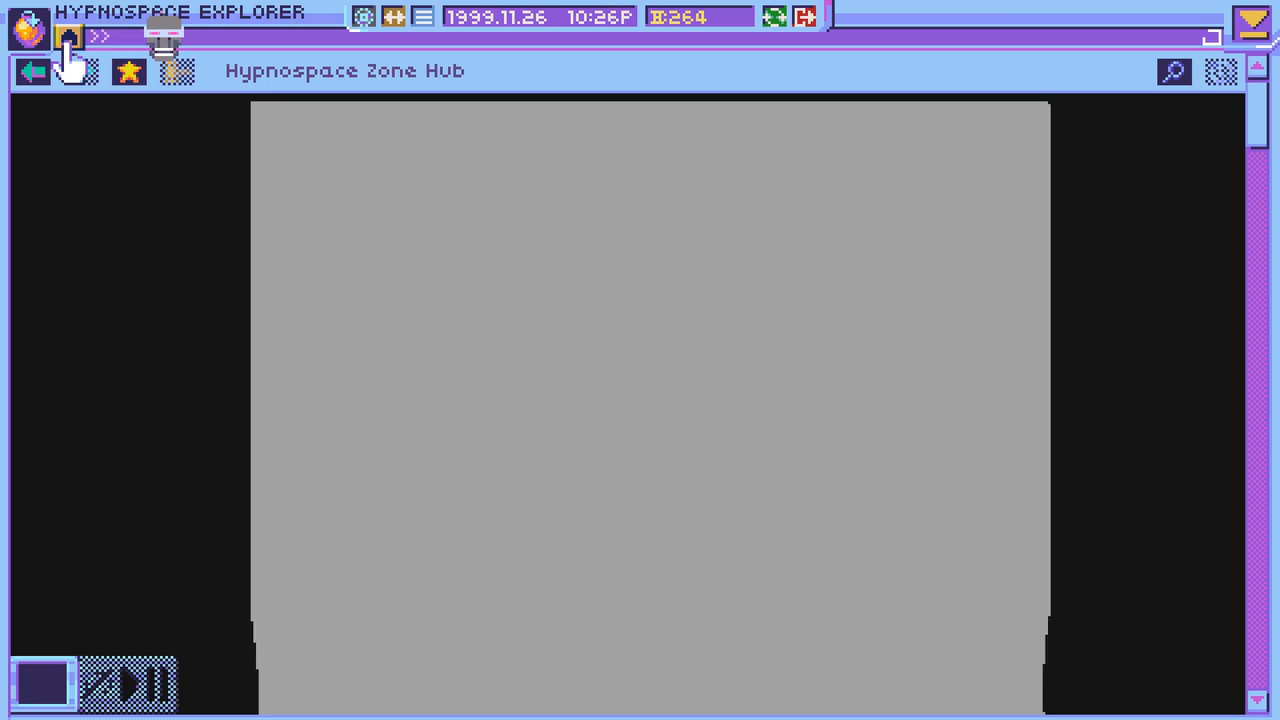 HYPNOSPACE EXPLORER
1999.11.26 10:26P
264
>>
Hypnospace Zone Hub